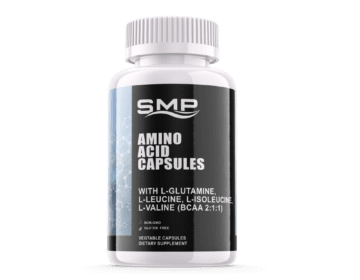 SMP
AMINO
ACID
CAPSULES
WITH L-GLUTAMINE,
L-LEUCINE, L-ISOLEUCINE,
L-VALINE (BCAA 2:1:1)
NON-GMO
GLUTEN FREE
VEGTABLE CAPSULES
DIETARY SUPPLEMENT